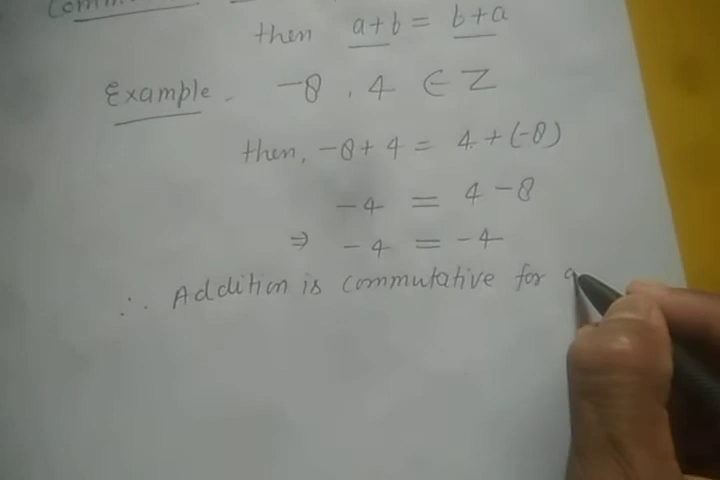 then a+b = b+a
Example. -8, 4 ∈ Z
then, -8+4 = 4+(-8)
-4 = 4-8
⇒ -4 = -4
∴ Addition is commutative for